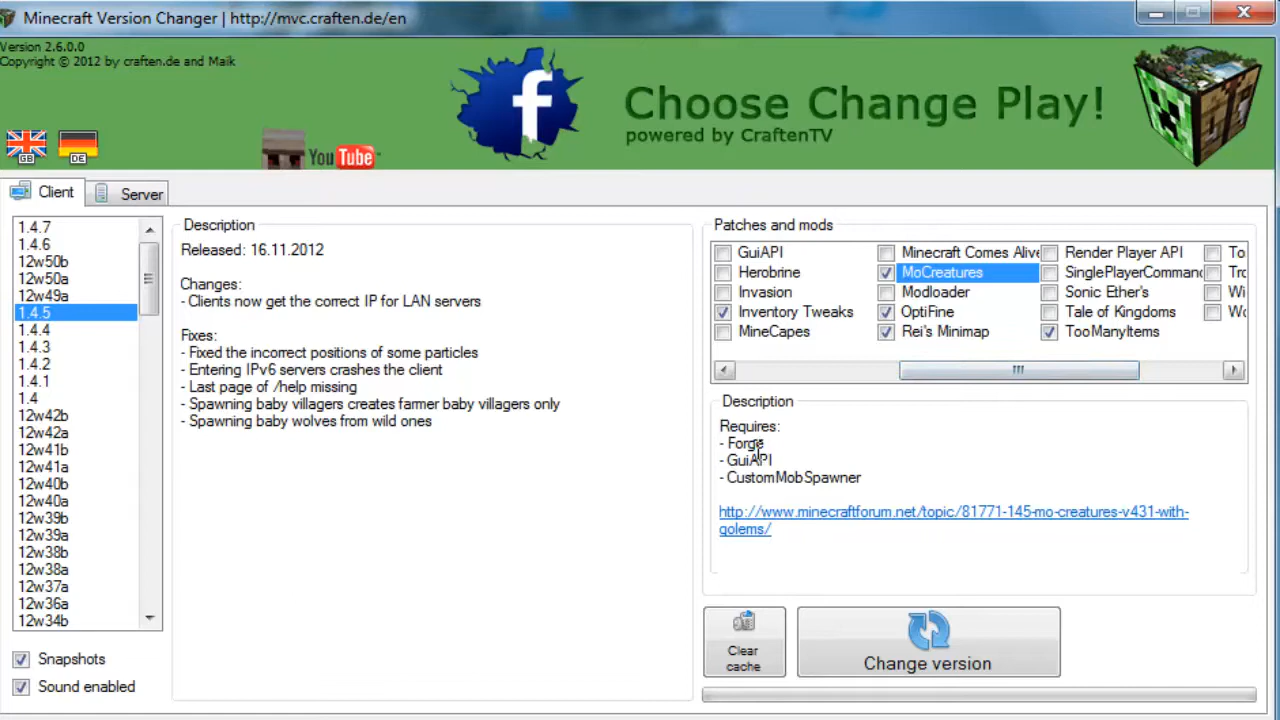 Minecraft Version Changer | http://mvc.craften.de/en
Version 2.6.0.0
Copyright © 2012 by craften.de and Maik
f
Choose Change Play!
powered by CraftenTV
GB
DE
YouTube
Client
Server
1.4.7
1.4.6
12w50b
12w50a
12w49a
1.4.5
1.4.4
1.4.3
1.4.2
1.4.1
1.4
12w42b
12w42a
12w41b
12w41a
12w40b
12w40a
12w39b
12w39a
12w38b
12w38a
12w37a
12w36a
12w34b
Snapshots
Sound enabled
Description
Released: 16.11.2012
Changes:
- Clients now get the correct IP for LAN servers
Fixes:
- Fixed the incorrect positions of some particles
- Entering IPv6 servers crashes the client
- Last page of /help missing
- Spawning baby villagers creates farmer baby villagers only
- Spawning baby wolves from wild ones
Patches and mods
GuiAPI
Herobrine
Invasion
Inventory Tweaks
MineCapes
Minecraft Comes Alive
MoCreatures
Modloader
OptiFine
Rei's Minimap
Render Player API
SinglePlayerCommand
Sonic Ether's
Tale of Kingdoms
TooManyItems
To
Tro
Wi
Description
Requires:
- Forge
- GuiAPI
- CustomMobSpawner
http://www.minecraftforum.net/topic/81771-145-mo-creatures-v431-with-
golems/
Clear
cache
Change version